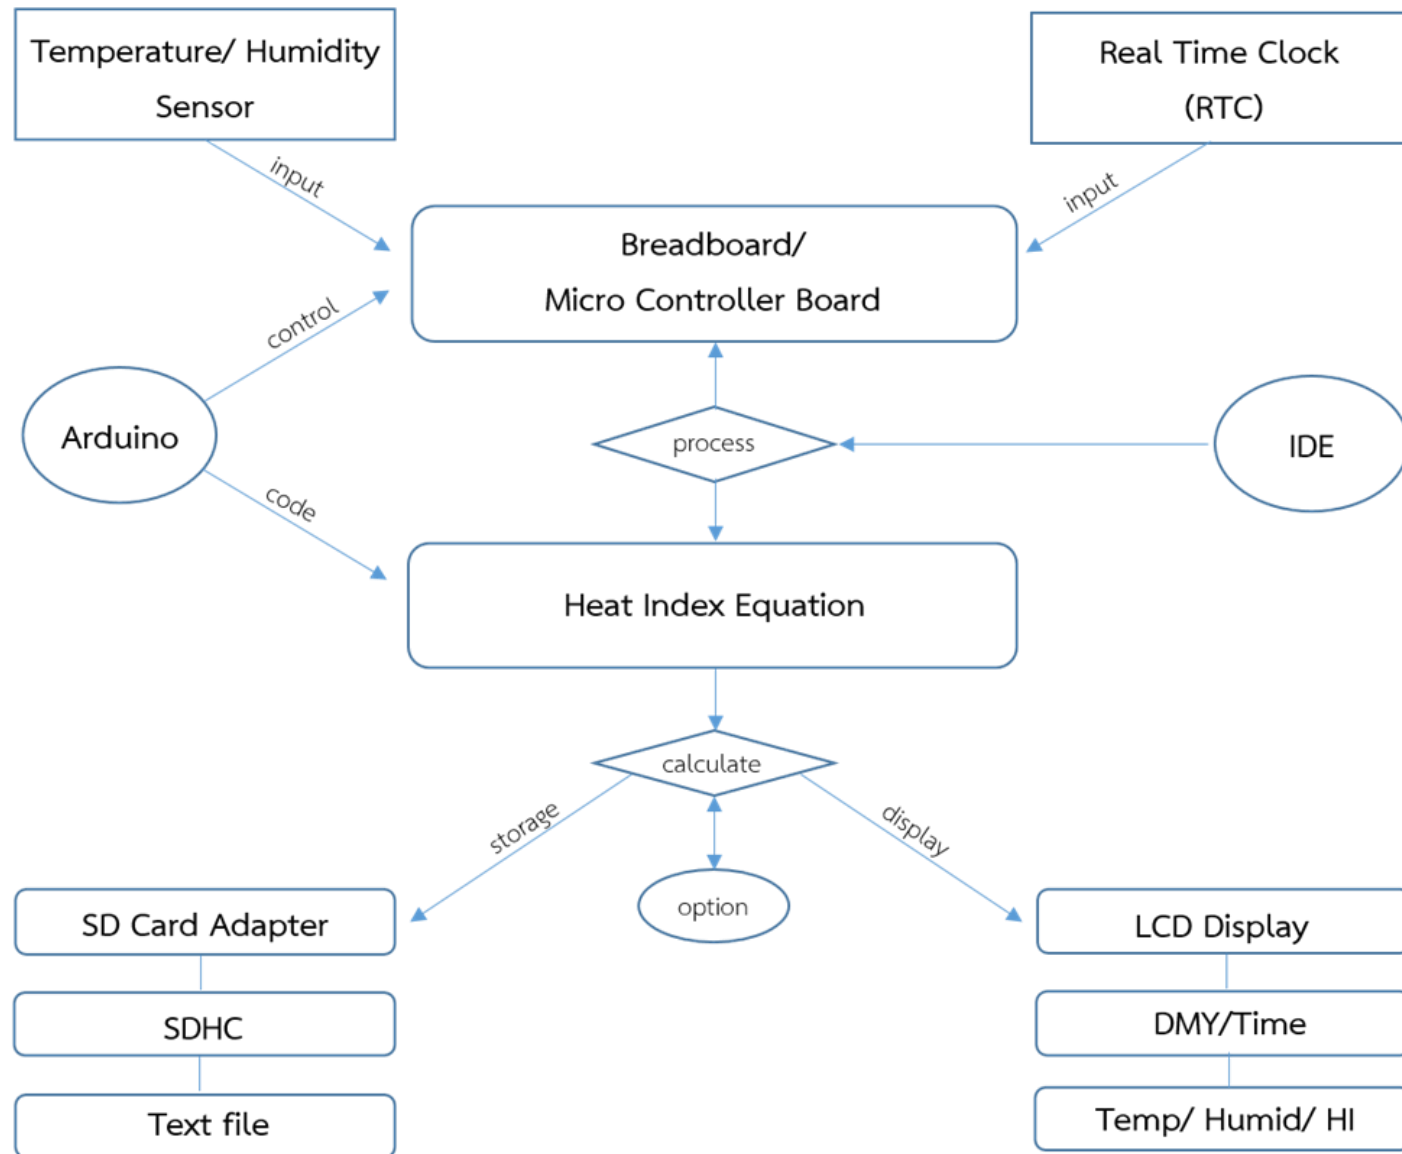 Temperature/ Humidity
Sensor
Real Time Clock
(RTC)
input
input
Breadboard/
Micro Controller Board
control
Arduino
process
IDE
code
Heat Index Equation
calculate
storage
display
option
SD Card Adapter
LCD Display
SDHC
DMY/Time
Text file
Temp/ Humid/ HI